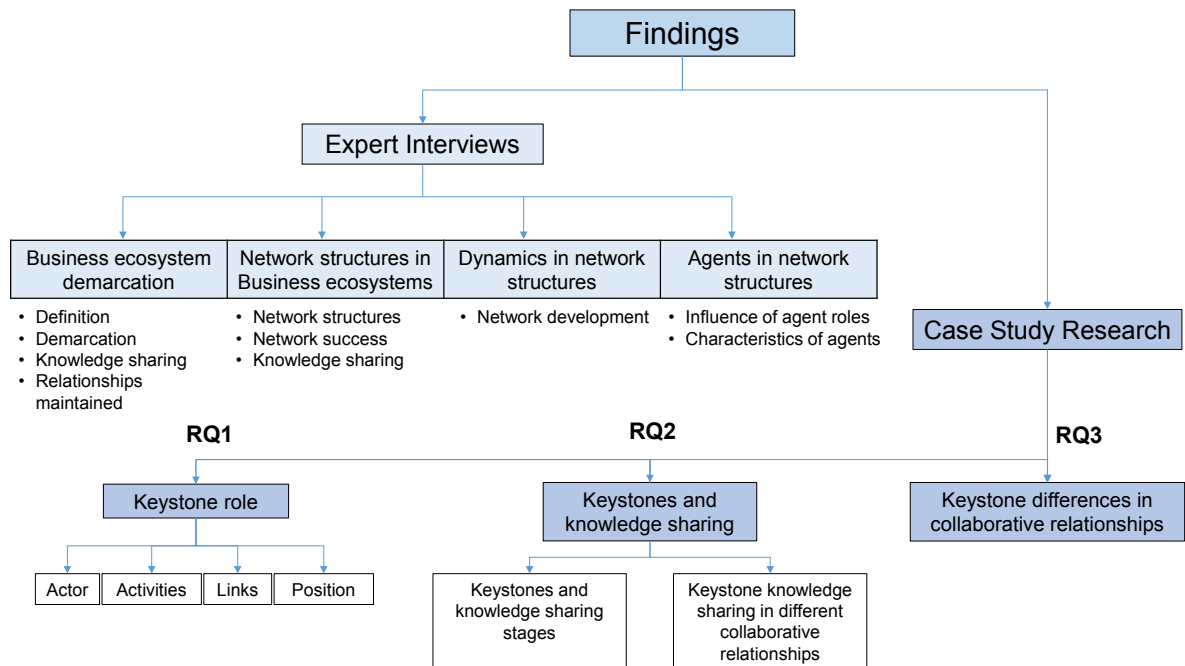 Findings
Expert Interviews
Business ecosystem
demarcation
Network structures in
Business ecosystems
Dynamics in network
structures
Agents in network
structures
• Definition
• Demarcation
• Knowledge sharing
• Relationships
maintained
• Network structures
• Network success
• Knowledge sharing
• Network development
• Influence of agent roles
• Characteristics of agents
Case Study Research
RQ1
RQ2
RQ3
Keystone role
Keystones and
knowledge sharing
Keystone differences in
collaborative relationships
Actor
Activities
Links
Position
Keystones and
knowledge sharing
stages
Keystone knowledge
sharing in different
collaborative
relationships